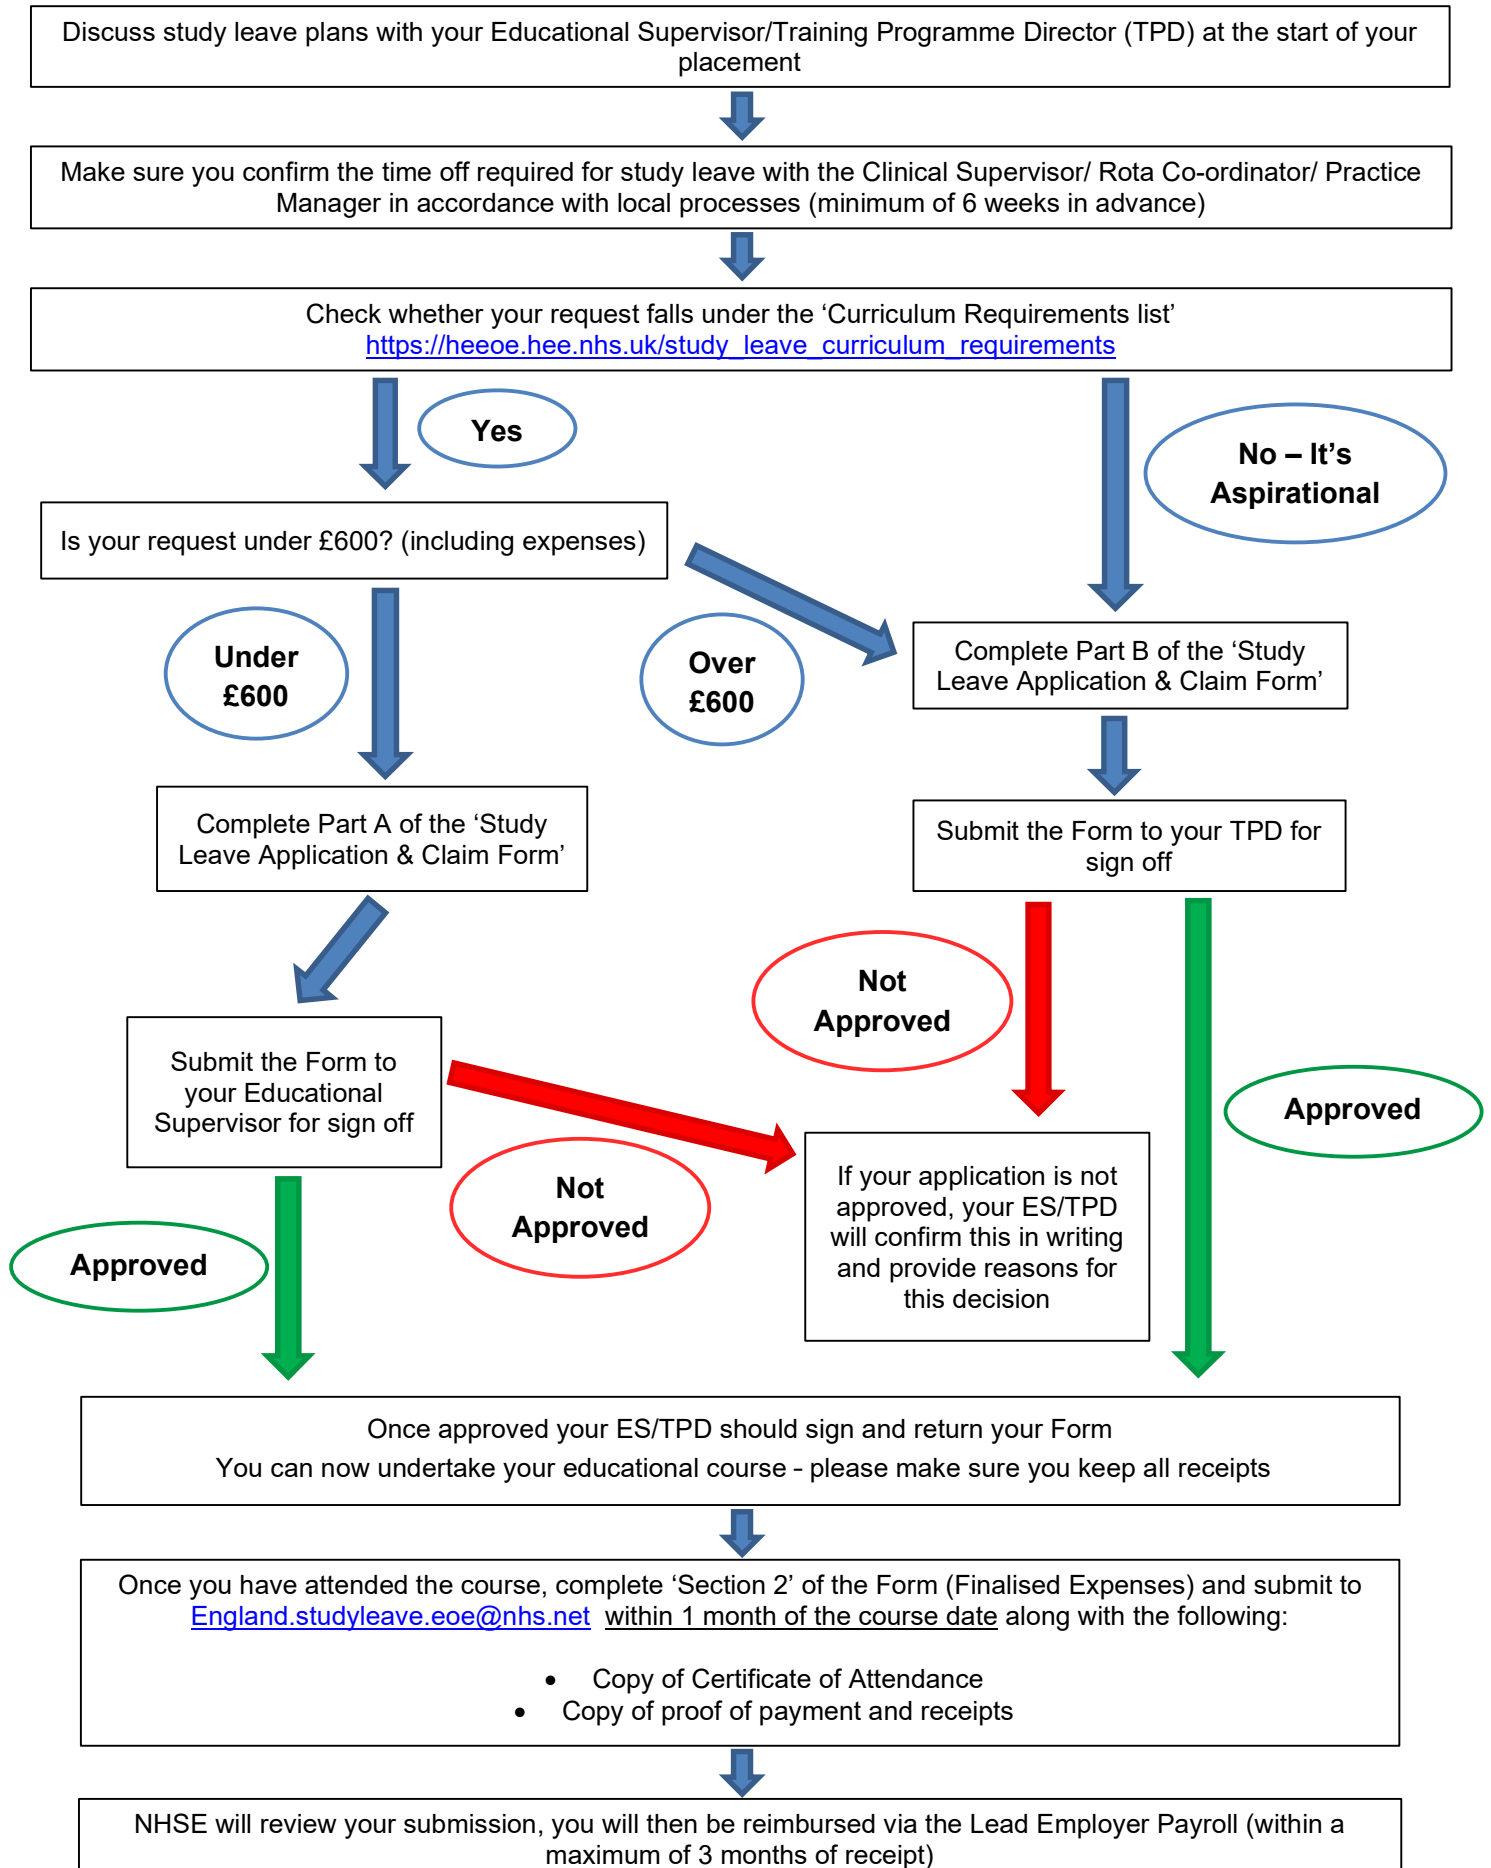 Discuss study leave plans with your Educational Supervisor/Training Programme Director (TPD) at the start of your
placement
Make sure you confirm the time off required for study leave with the Clinical Supervisor/ Rota Co-ordinator/ Practice
Manager in accordance with local processes (minimum of 6 weeks in advance)
Check whether your request falls under the ‘Curriculum Requirements list’
https://heeoe.hee.nhs.uk/study_leave_curriculum_requirements
Yes
No – It’s
Aspirational
Is your request under £600? (including expenses)
Under
£600
Over
£600
Complete Part B of the ‘Study
Leave Application & Claim Form’
Complete Part A of the ‘Study
Leave Application & Claim Form’
Submit the Form to your TPD for
sign off
Not
Approved
Approved
Submit the Form to
your Educational
Supervisor for sign off
Not
Approved
Approved
If your application is not
approved, your ES/TPD
will confirm this in writing
and provide reasons for
this decision
Once approved your ES/TPD should sign and return your Form
You can now undertake your educational course - please make sure you keep all receipts
Once you have attended the course, complete ‘Section 2’ of the Form (Finalised Expenses) and submit to
England.studyleave.eoe@nhs.net within 1 month of the course date along with the following:
• Copy of Certificate of Attendance
• Copy of proof of payment and receipts
NHSE will review your submission, you will then be reimbursed via the Lead Employer Payroll (within a
maximum of 3 months of receipt)